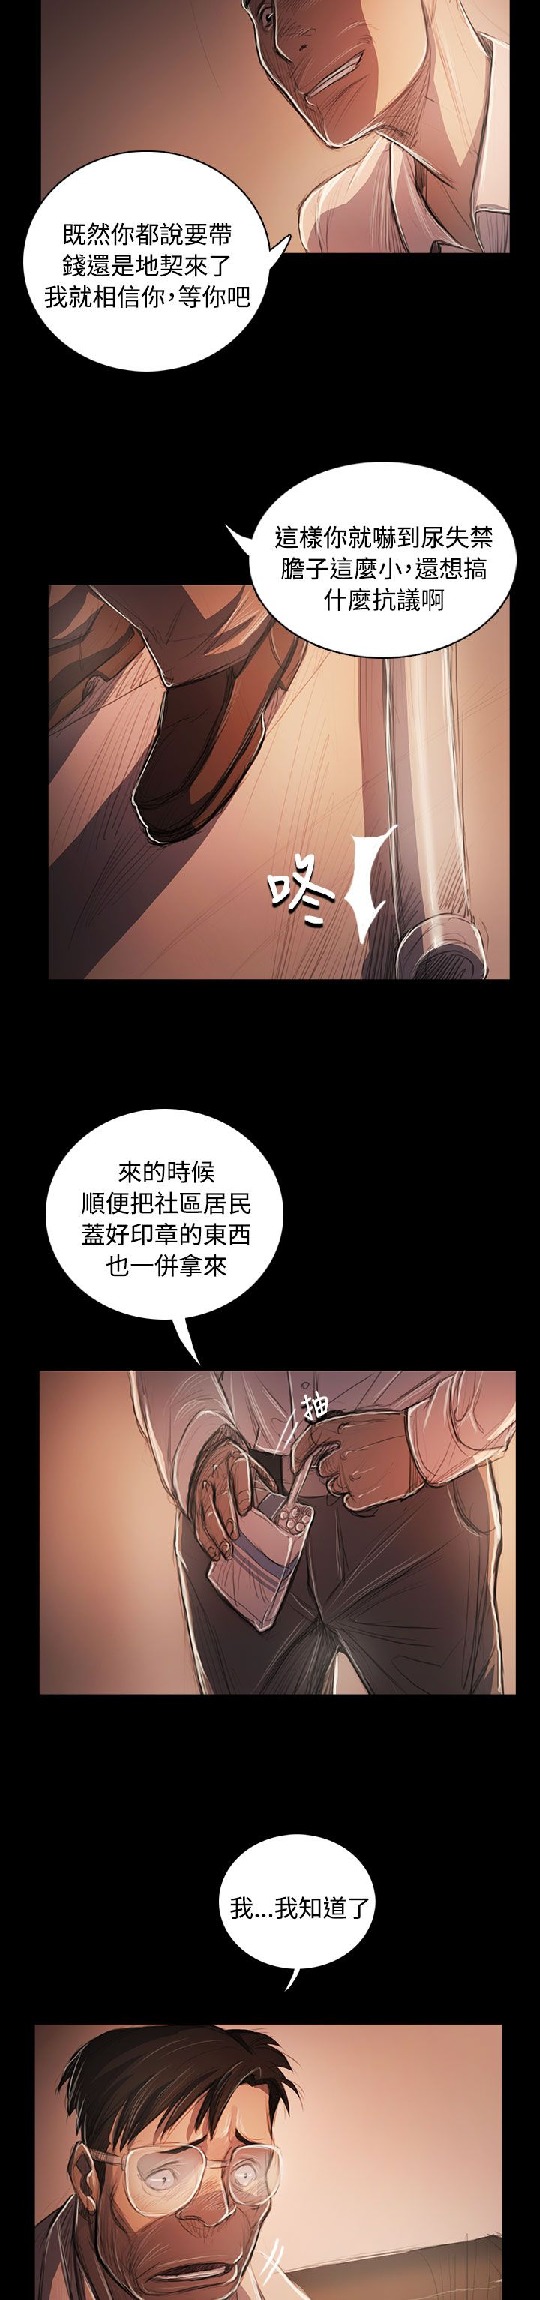 既然你都說要帶
錢還是地契來了
我就相信你,等你吧
這樣你就嚇到尿失禁
膽子這麼小,還想搞
什麼抗議啊
咚
來的時候
順便把社區居民
蓋好印章的東西
也一併拿來
抽
我...我知道了